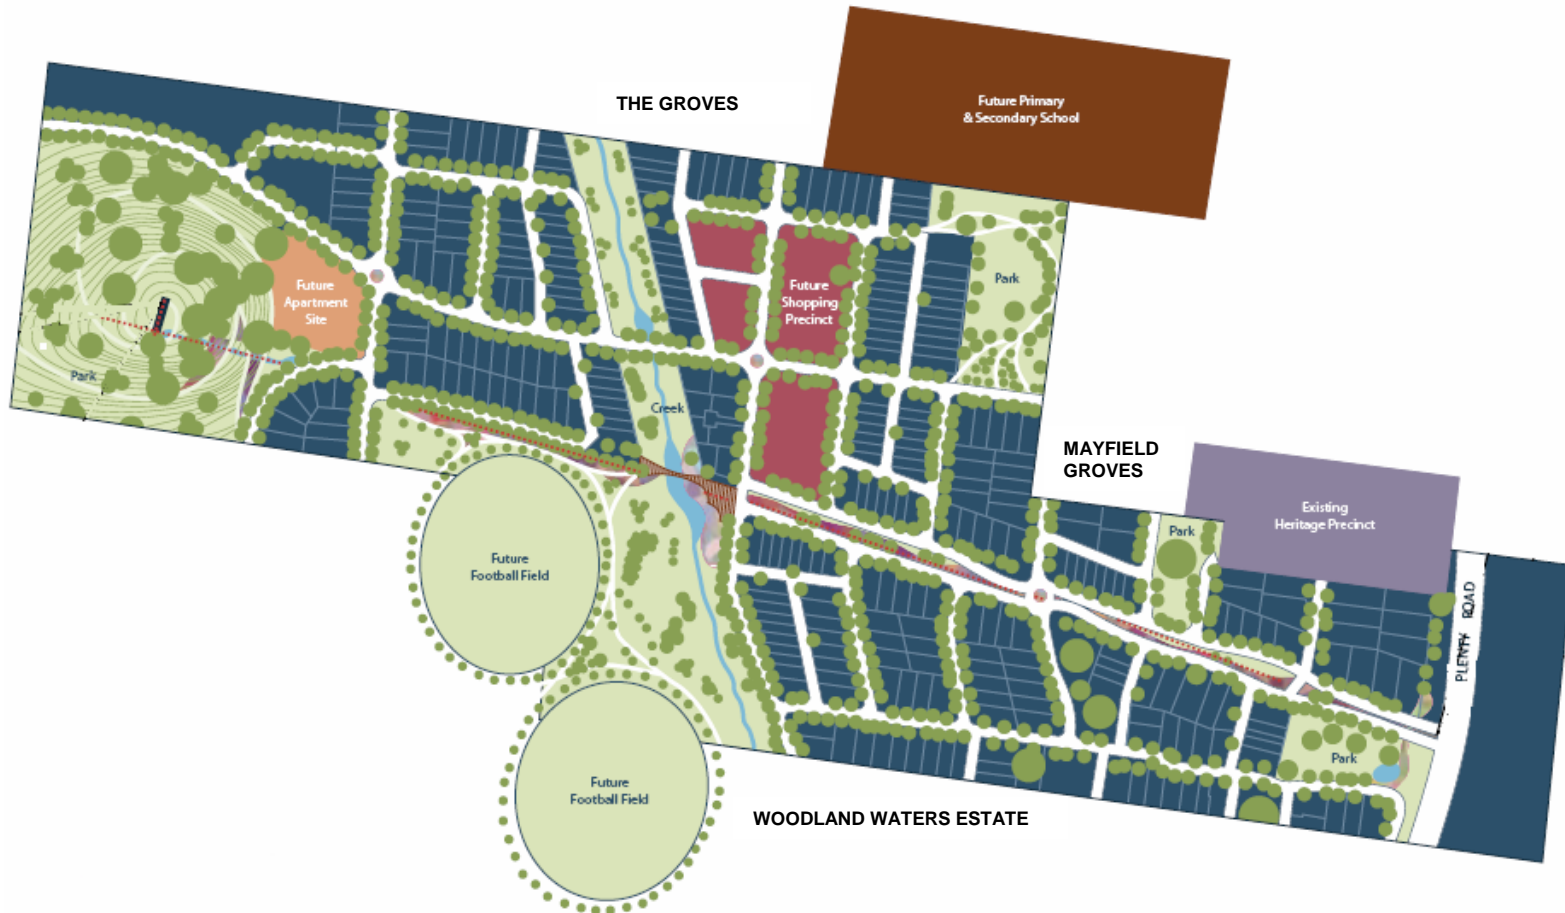 THE GROVES
Future Primary
& Secondary School
Future
Apartment
Site
Future
Shopping
Precinct
Park
Park
Creek
MAYFIELD
GROVES
Existing
Heritage Precinct
Park
Future
Football Field
PLENTY ROAD
Park
Future
Football Field
WOODLAND WATERS ESTATE